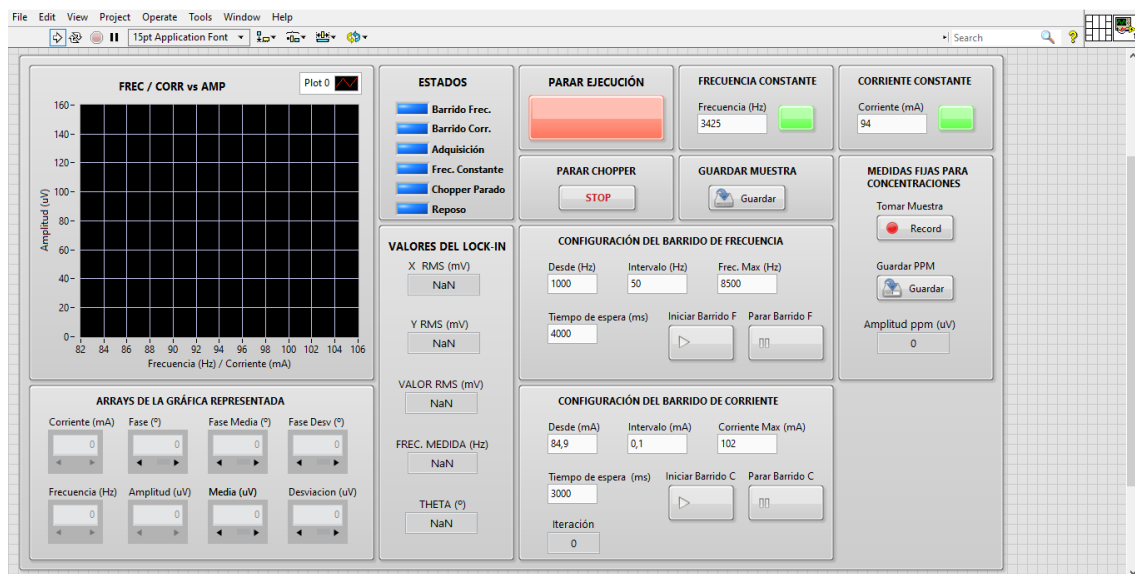 File Edit View Project Operate Tools Window Help
15pt Application Font
Search
FREC / CORR vs AMP
Plot 0
160
140
120
100
80
60
40
20
0
Amplitud (uV)
82 84 86 88 90 92 94 96 98 100 102 104 106
Frecuencia (Hz) / Corriente (mA)
ESTADOS
Barrido Frec.
Barrido Corr.
Adquisición
Frec. Constante
Chopper Parado
Reposo
PARAR EJECUCIÓN
FRECUENCIA CONSTANTE
Frecuencia (Hz)
3425
CORRIENTE CONSTANTE
Corriente (mA)
94
PARAR CHOPPER
STOP
GUARDAR MUESTRA
Guardar
MEDIDAS FIJAS PARA
CONCENTRACIONES
Tomar Muestra
Record
Guardar PPM
Guardar
Amplitud ppm (uV)
0
VALORES DEL LOCK-IN
X RMS (mV)
NaN
Y RMS (mV)
NaN
VALOR RMS (mV)
NaN
FREC. MEDIDA (Hz)
NaN
THETA (º)
NaN
CONFIGURACIÓN DEL BARRIDO DE FRECUENCIA
Desde (Hz) Intervalo (Hz) Frec. Max (Hz)
1000 50 8500
Tiempo de espera (ms) Iniciar Barrido F Parar Barrido F
4000
ARRAYS DE LA GRÁFICA REPRESENTADA
Corriente (mA) Fase (º) Fase Media (º) Fase Desv (º)
0 0 0 0
Frecuencia (Hz) Amplitud (uV) Media (uV) Desviacion (uV)
0 0 0 0
CONFIGURACIÓN DEL BARRIDO DE CORRIENTE
Desde (mA) Intervalo (mA) Corriente Max (mA)
84,9 0,1 102
Tiempo de espera (ms) Iniciar Barrido C Parar Barrido C
3000
Iteración
0